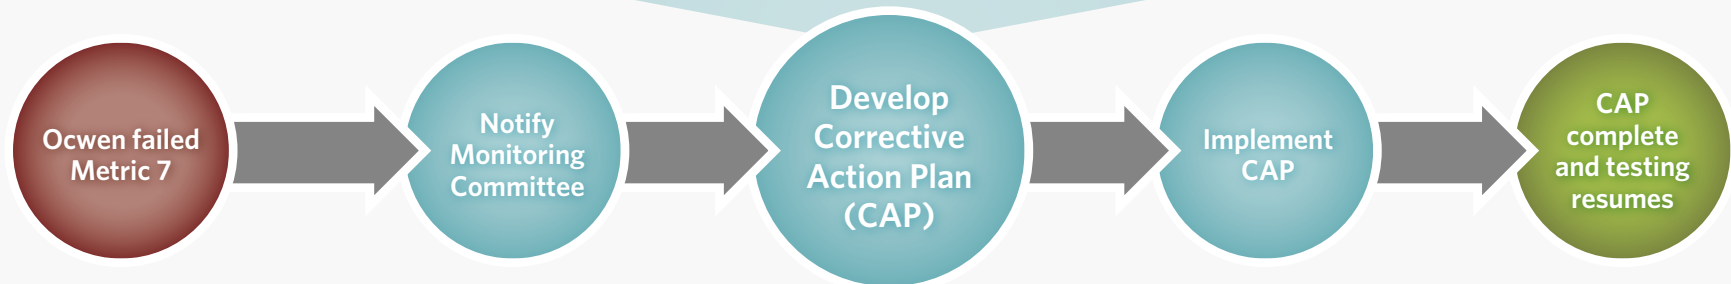 Ocwen failed
Metric 7
Notify
Monitoring
Committee
Develop
Corrective
Action Plan
(CAP)
Implement
CAP
CAP
complete
and testing
resumes